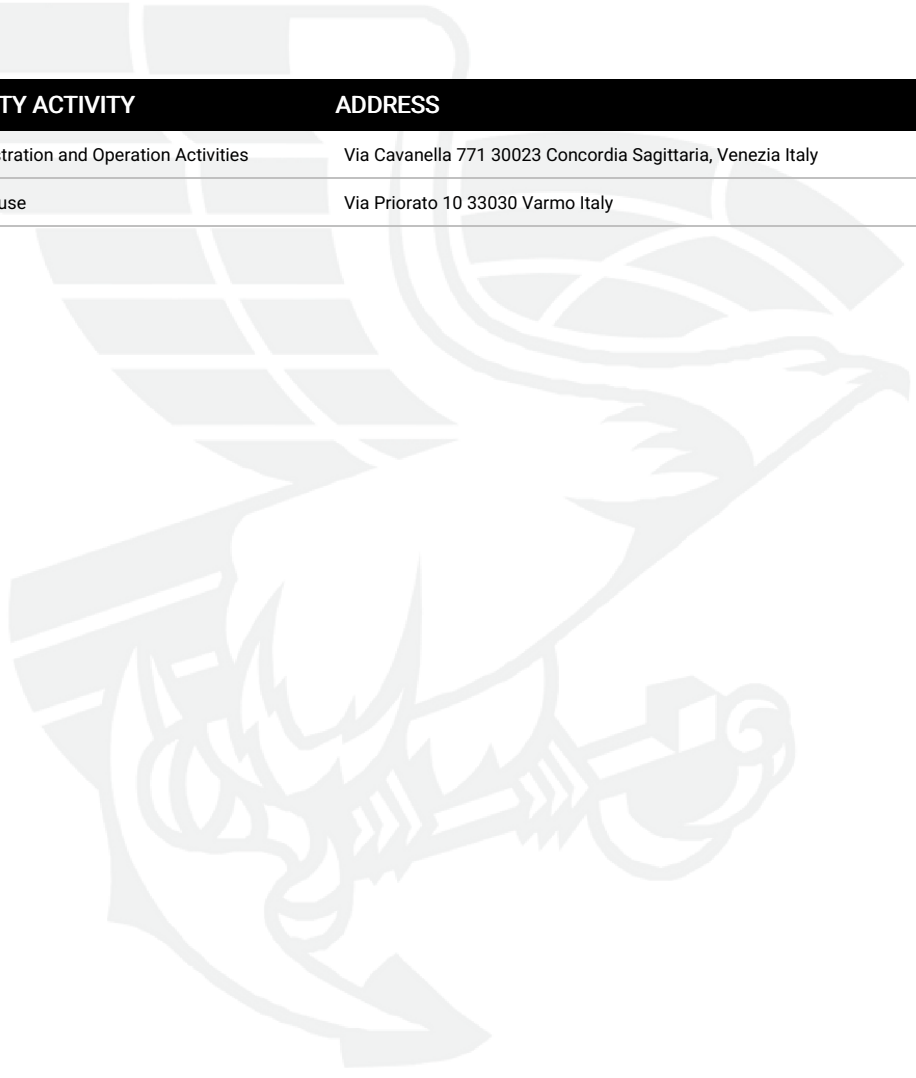 TY ACTIVITY ADDRESS
tration and Operation Activities Via Cavanella 771 30023 Concordia Sagittaria, Venezia Italy
use Via Priorato 10 33030 Varmo Italy